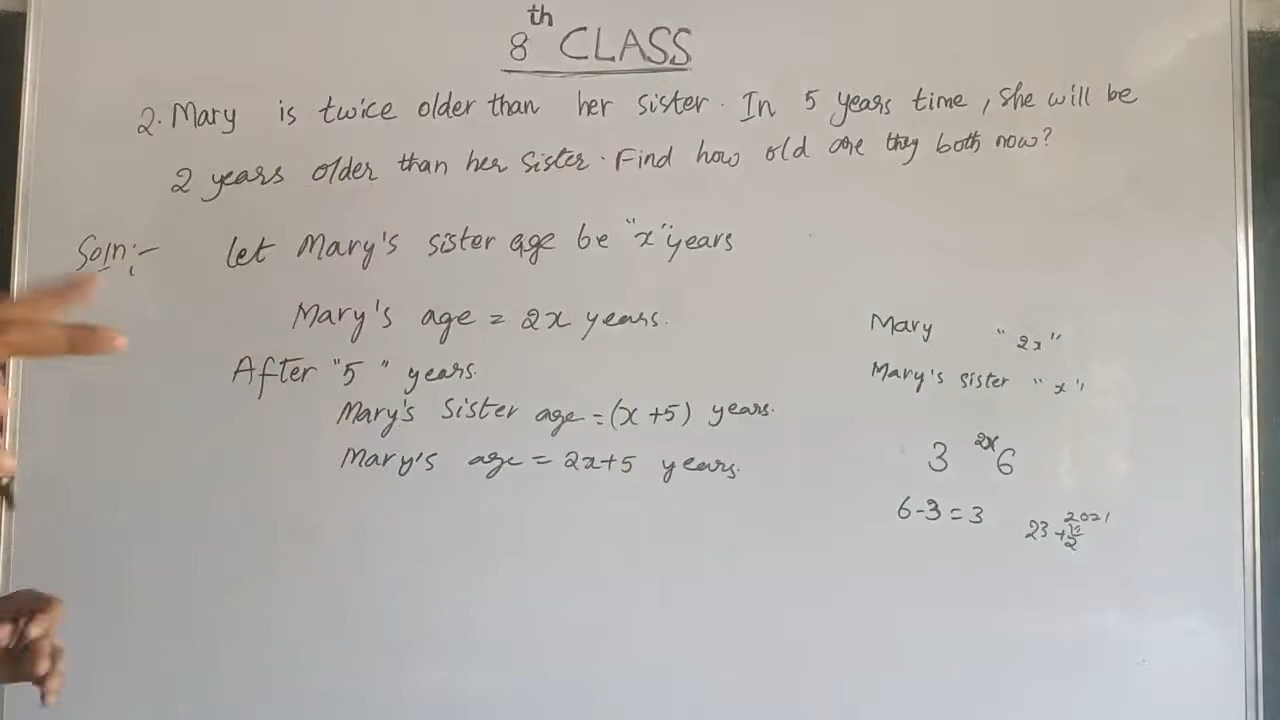 8th CLASS
2. Mary is twice older than her sister. In 5 years time, she will be
2 years older than her sister. Find how old are they both now?
Soln:-
let Mary's sister age be "x" years
Mary's age = 2x years.
After "5" years.
Mary's Sister age = (x+5) years.
Mary's age = 2x+5 years.
Mary "2x"
Mary's sister "x"
3 2x 6
6-3=3
2021
23 +
2